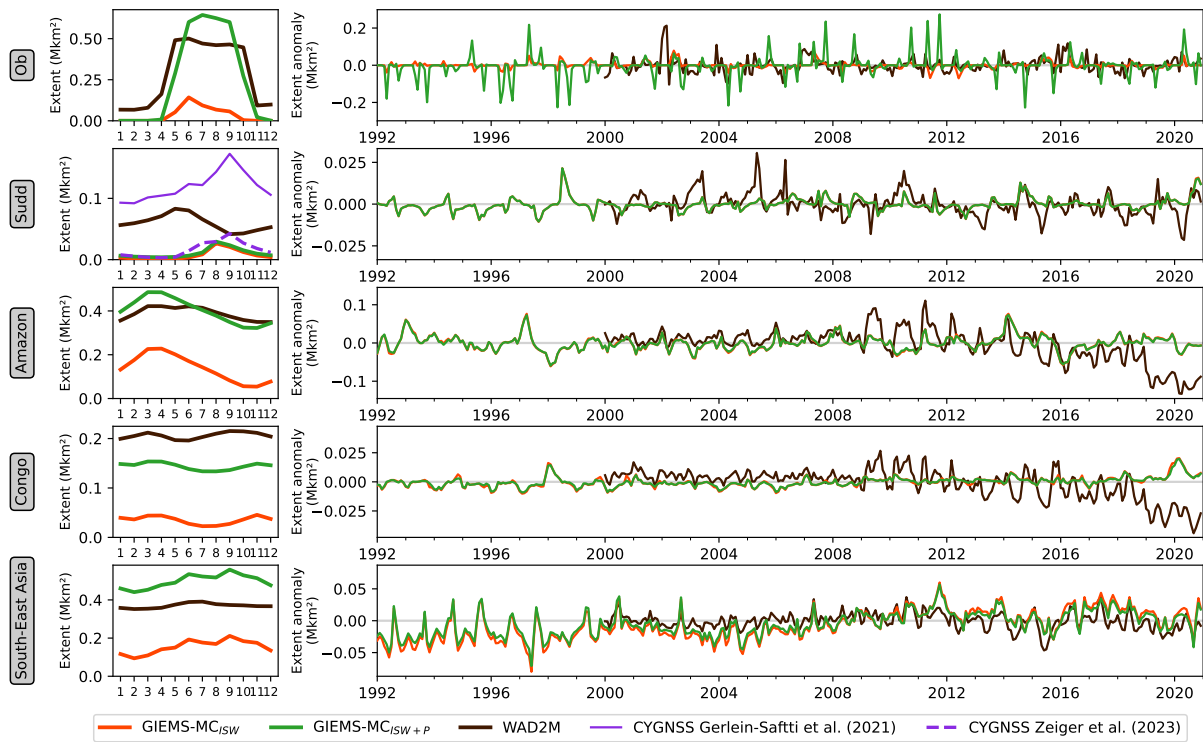 Ob
Extent (Mkm²)
0.50
0.25
0.00
1 2 3 4 5 6 7 8 9 10 11 12
Extent anomaly
(Mkm²)
0.2
0.0
−0.2
1992 1996 2000 2004 2008 2012 2016 2020
Sudd
Extent (Mkm²)
0.1
0.0
1 2 3 4 5 6 7 8 9 10 11 12
Extent anomaly
(Mkm²)
0.025
0.000
−0.025
1992 1996 2000 2004 2008 2012 2016 2020
Amazon
Extent (Mkm²)
0.4
0.2
0.0
1 2 3 4 5 6 7 8 9 10 11 12
Extent anomaly
(Mkm²)
0.1
0.0
−0.1
1992 1996 2000 2004 2008 2012 2016 2020
Congo
Extent (Mkm²)
0.2
0.1
0.0
1 2 3 4 5 6 7 8 9 10 11 12
Extent anomaly
(Mkm²)
0.025
0.000
−0.025
1992 1996 2000 2004 2008 2012 2016 2020
South-East Asia
Extent (Mkm²)
0.4
0.2
0.0
1 2 3 4 5 6 7 8 9 10 11 12
Extent anomaly
(Mkm²)
0.05
0.00
−0.05
1992 1996 2000 2004 2008 2012 2016 2020
GIEMS-MC_ISW GIEMS-MC_ISW+P WAD2M CYGNSS Gerlein-Saftti et al. (2021) CYGNSS Zeiger et al. (2023)